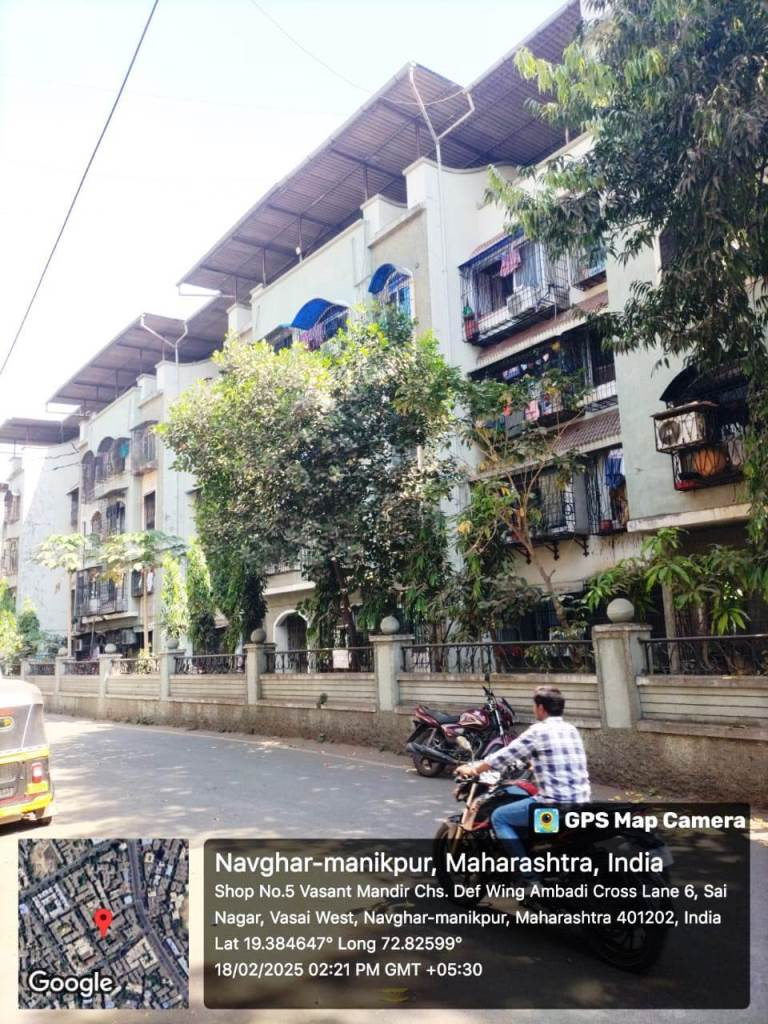 GPS Map Camera
Navghar-manikpur, Maharashtra, India
Shop No.5 Vasant Mandir Chs. Def Wing Ambadi Cross Lane 6, Sai
Nagar, Vasai West, Navghar-manikpur, Maharashtra 401202, India
Lat 19.384647° Long 72.82599°
18/02/2025 02:21 PM GMT +05:30
Google